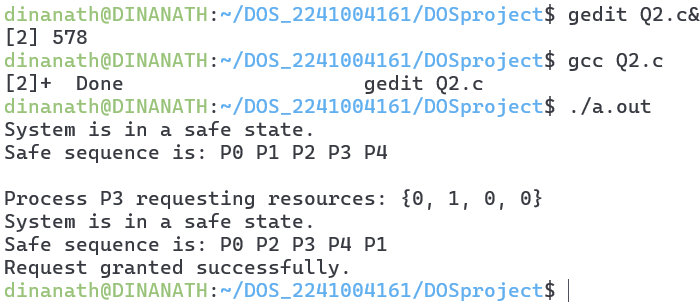 dinanath@DINANATH:~/DOS_2241004161/DOSproject$ gedit Q2.c&
[2] 578
dinanath@DINANATH:~/DOS_2241004161/DOSproject$ gcc Q2.c
[2]+  Done                    gedit Q2.c
dinanath@DINANATH:~/DOS_2241004161/DOSproject$ ./a.out
System is in a safe state.
Safe sequence is: P0 P1 P2 P3 P4

Process P3 requesting resources: {0, 1, 0, 0}
System is in a safe state.
Safe sequence is: P0 P2 P3 P4 P1
Request granted successfully.
dinanath@DINANATH:~/DOS_2241004161/DOSproject$